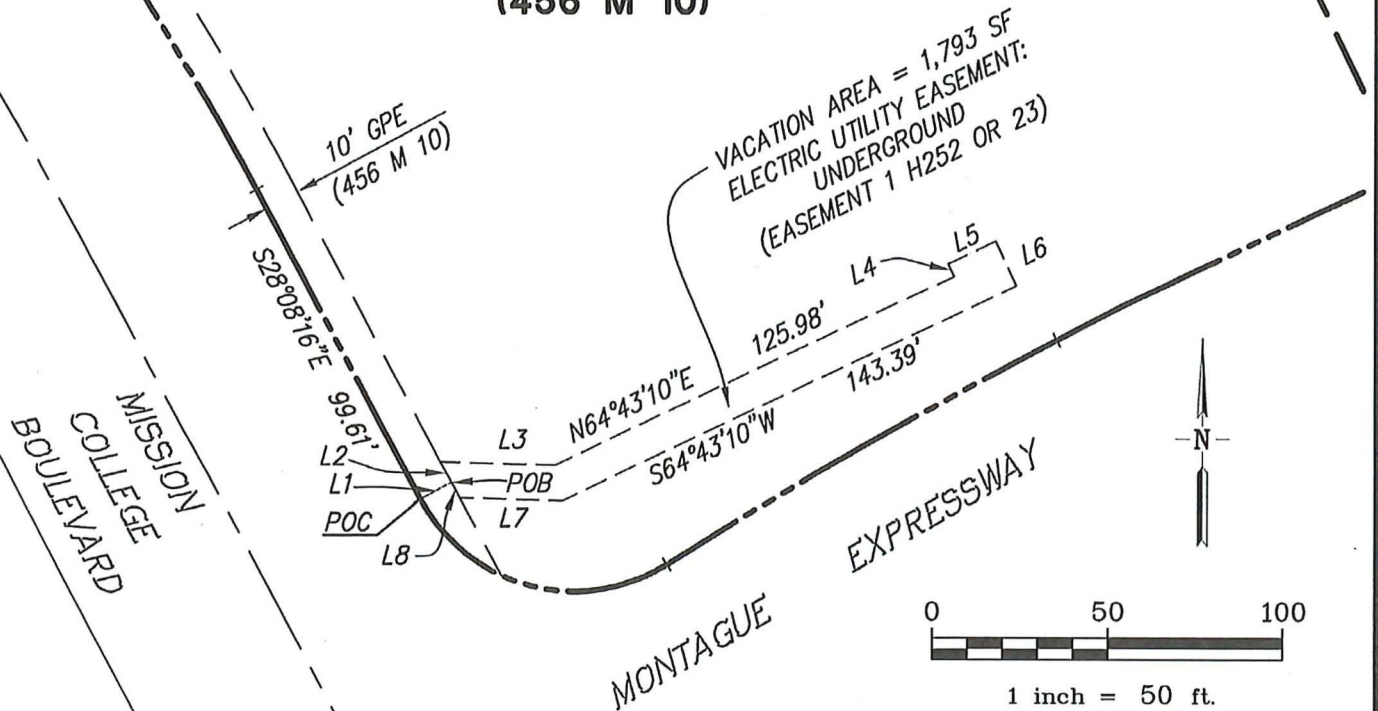 (456 M 10)
VACATION AREA = 1,793 SF
ELECTRIC UTILITY EASEMENT:
UNDERGROUND
(EASEMENT 1 H252 OR 23)
10' GPE
(456 M 10)
S28°08'16"E 99.61'
L5
L6
L4
125.98'
N64°43'10"E
143.39'
S64°43'10"W
L3
L2
L1
POB
POC
L7
L8
MISSION
COLLEGE
BOULEVARD
MONTAGUE EXPRESSWAY
N
0 50 100
1 inch = 50 ft.